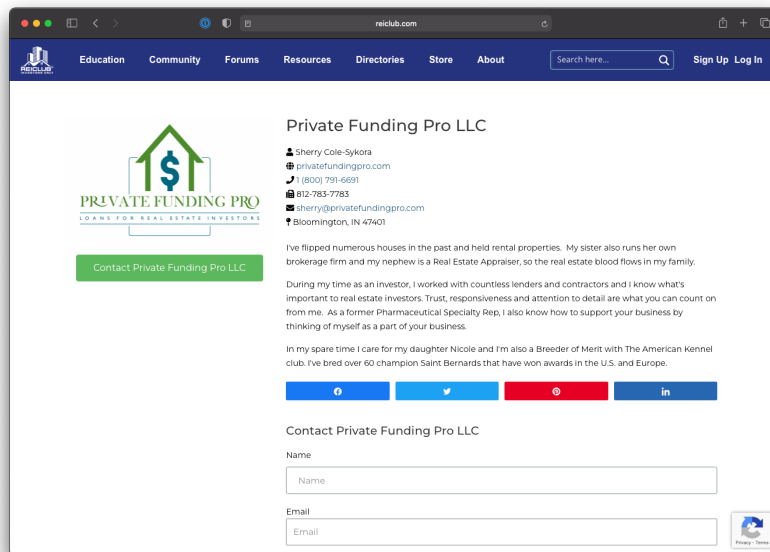 reiclub.com
REICLUB
INVESTORS ONLY
Education Community Forums Resources Directories Store About Search here... Sign Up Log In
$
PRIVATE FUNDING PRO
LOANS FOR REAL ESTATE INVESTORS
Contact Private Funding Pro LLC
Private Funding Pro LLC
Sherry Cole-Sykora
privatefundingpro.com
1 (800) 791-6691
812-783-7783
sherry@privatefundingpro.com
Bloomington, IN 47401
I've flipped numerous houses in the past and held rental properties. My sister also runs her own
brokerage firm and my nephew is a Real Estate Appraiser, so the real estate blood flows in my family.
During my time as an investor, I worked with countless lenders and contractors and I know what's
important to real estate investors. Trust, responsiveness and attention to detail are what you can count on
from me. As a former Pharmaceutical Specialty Rep, I also know how to support your business by
thinking of myself as a part of your business.
In my spare time I care for my daughter Nicole and I'm also a Breeder of Merit with The American Kennel
club. I've bred over 60 champion Saint Bernards that have won awards in the U.S. and Europe.
in
Contact Private Funding Pro LLC
Name
Name
Email
Email
Privacy - Terms